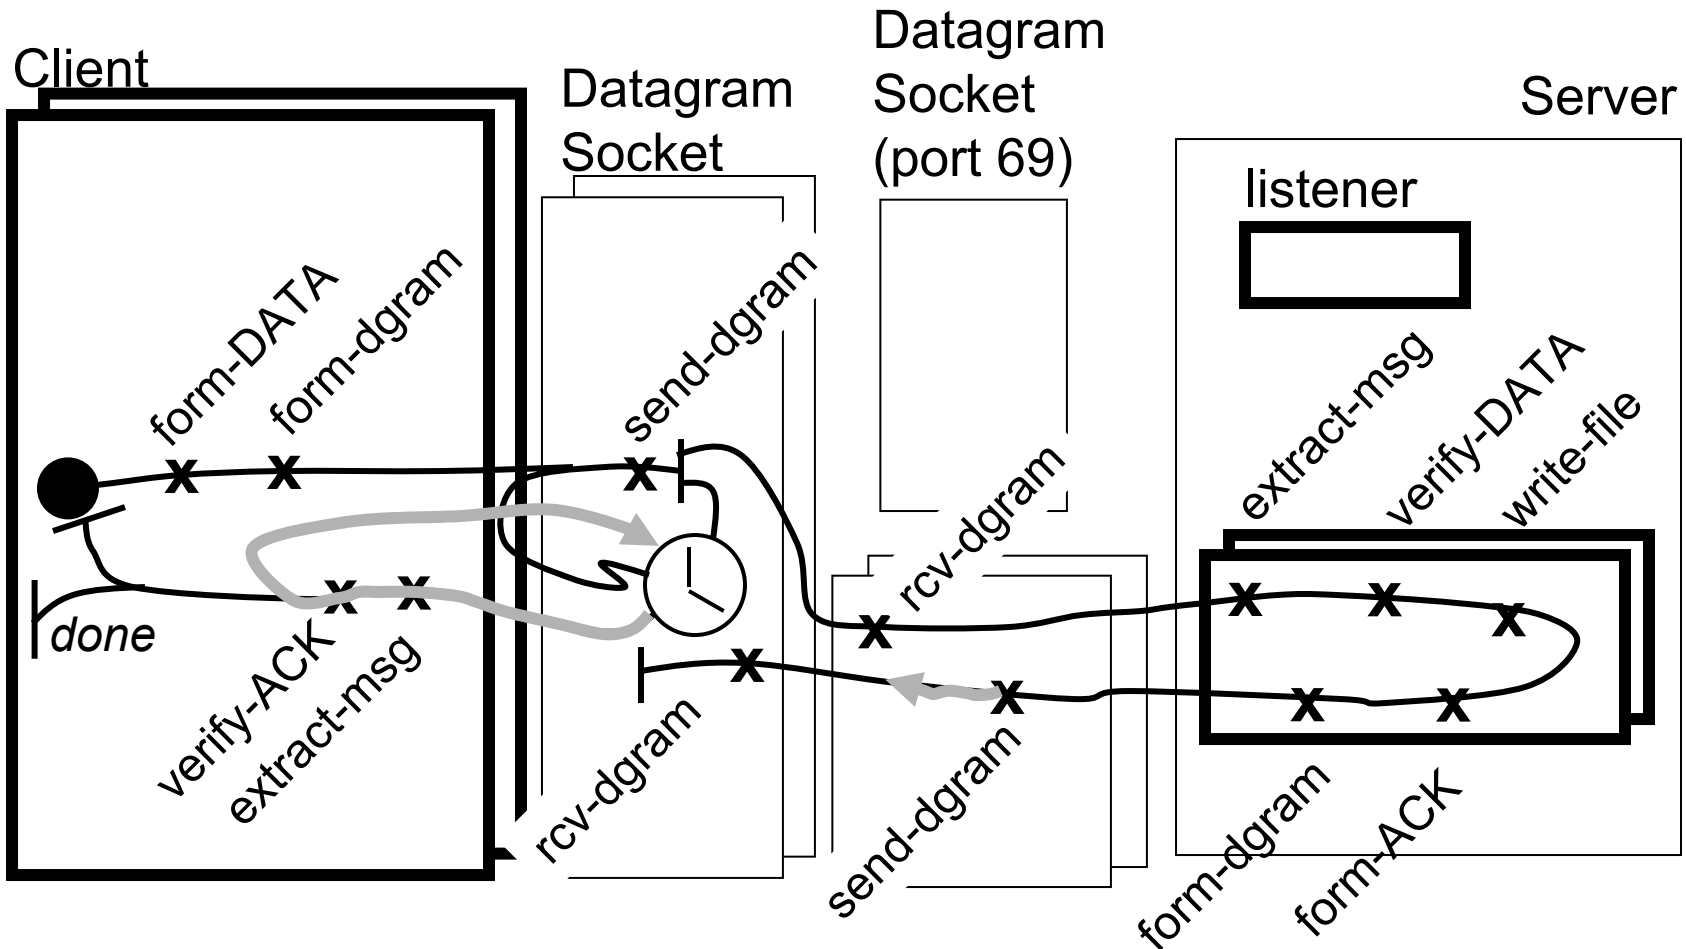 Client
Datagram
Socket
Datagram
Socket
(port 69)
Server
listener
form-DATA
form-dgram
send-dgram
rcv-dgram
extract-msg
verify-DATA
write-file
done
verify-ACK
extract-msg
rcv-dgram
send-dgram
form-dgram
form-ACK